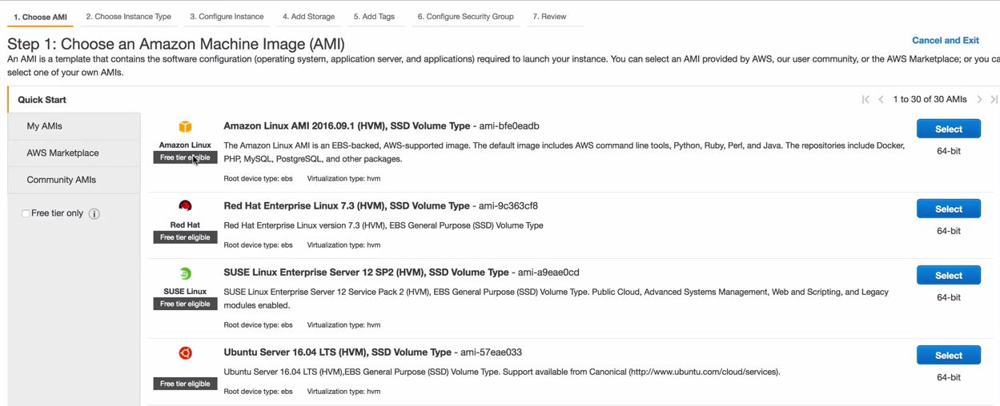 1. Choose AMI 2. Choose Instance Type 3. Configure Instance 4. Add Storage 5. Add Tags 6. Configure Security Group 7. Review
Step 1: Choose an Amazon Machine Image (AMI)
Cancel and Exit
An AMI is a template that contains the software configuration (operating system, application server, and applications) required to launch your instance. You can select an AMI provided by AWS, our user community, or the AWS Marketplace; or you ca
select one of your own AMIs.
Quick Start
1 to 30 of 30 AMIs
My AMIs
AWS Marketplace
Community AMIs
Free tier only
Amazon Linux
Free tier eligible
Amazon Linux AMI 2016.09.1 (HVM), SSD Volume Type - ami-bfe0eadb
The Amazon Linux AMI is an EBS-backed, AWS-supported image. The default image includes AWS command line tools, Python, Ruby, Perl, and Java. The repositories include Docker,
PHP, MySQL, PostgreSQL, and other packages.
Root device type: ebs Virtualization type: hvm
Select
64-bit
Red Hat
Free tier eligible
Red Hat Enterprise Linux 7.3 (HVM), SSD Volume Type - ami-9c363cf8
Red Hat Enterprise Linux version 7.3 (HVM), EBS General Purpose (SSD) Volume Type
Root device type: ebs Virtualization type: hvm
Select
64-bit
SUSE Linux
Free tier eligible
SUSE Linux Enterprise Server 12 SP2 (HVM), SSD Volume Type - ami-a9eae0cd
SUSE Linux Enterprise Server 12 Service Pack 2 (HVM), EBS General Purpose (SSD) Volume Type. Public Cloud, Advanced Systems Management, Web and Scripting, and Legacy
modules enabled.
Root device type: ebs Virtualization type: hvm
Select
64-bit
Free tier eligible
Ubuntu Server 16.04 LTS (HVM), SSD Volume Type - ami-57eae033
Ubuntu Server 16.04 LTS (HVM),EBS General Purpose (SSD) Volume Type. Support available from Canonical (http://www.ubuntu.com/cloud/services).
Root device type: ebs Virtualization type: hvm
Select
64-bit